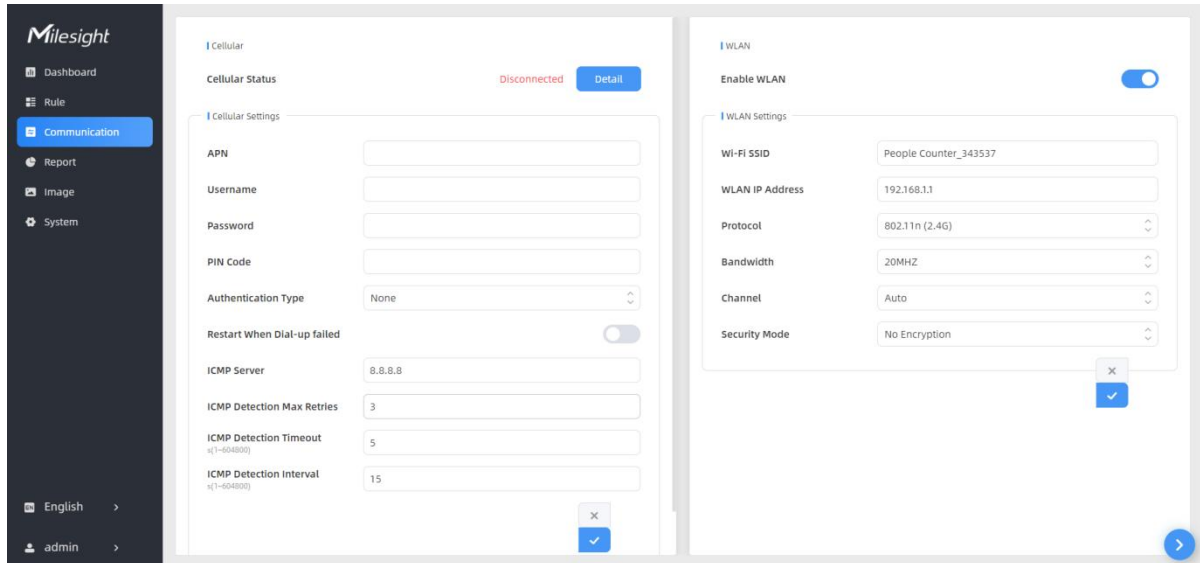 Milesight
Dashboard
Rule
Communication
Report
Image
System
English
admin
Cellular
Cellular Status Disconnected Detail
Cellular Settings
APN
Username
Password
PIN Code
Authentication Type None
Restart When Dial-up failed
ICMP Server 8.8.8.8
ICMP Detection Max Retries 3
ICMP Detection Timeout 5
s(1~604800)
ICMP Detection Interval 15
s(1~604800)
WLAN
Enable WLAN
WLAN Settings
Wi-Fi SSID People Counter_343537
WLAN IP Address 192.168.1.1
Protocol 802.11n (2.4G)
Bandwidth 20MHZ
Channel Auto
Security Mode No Encryption